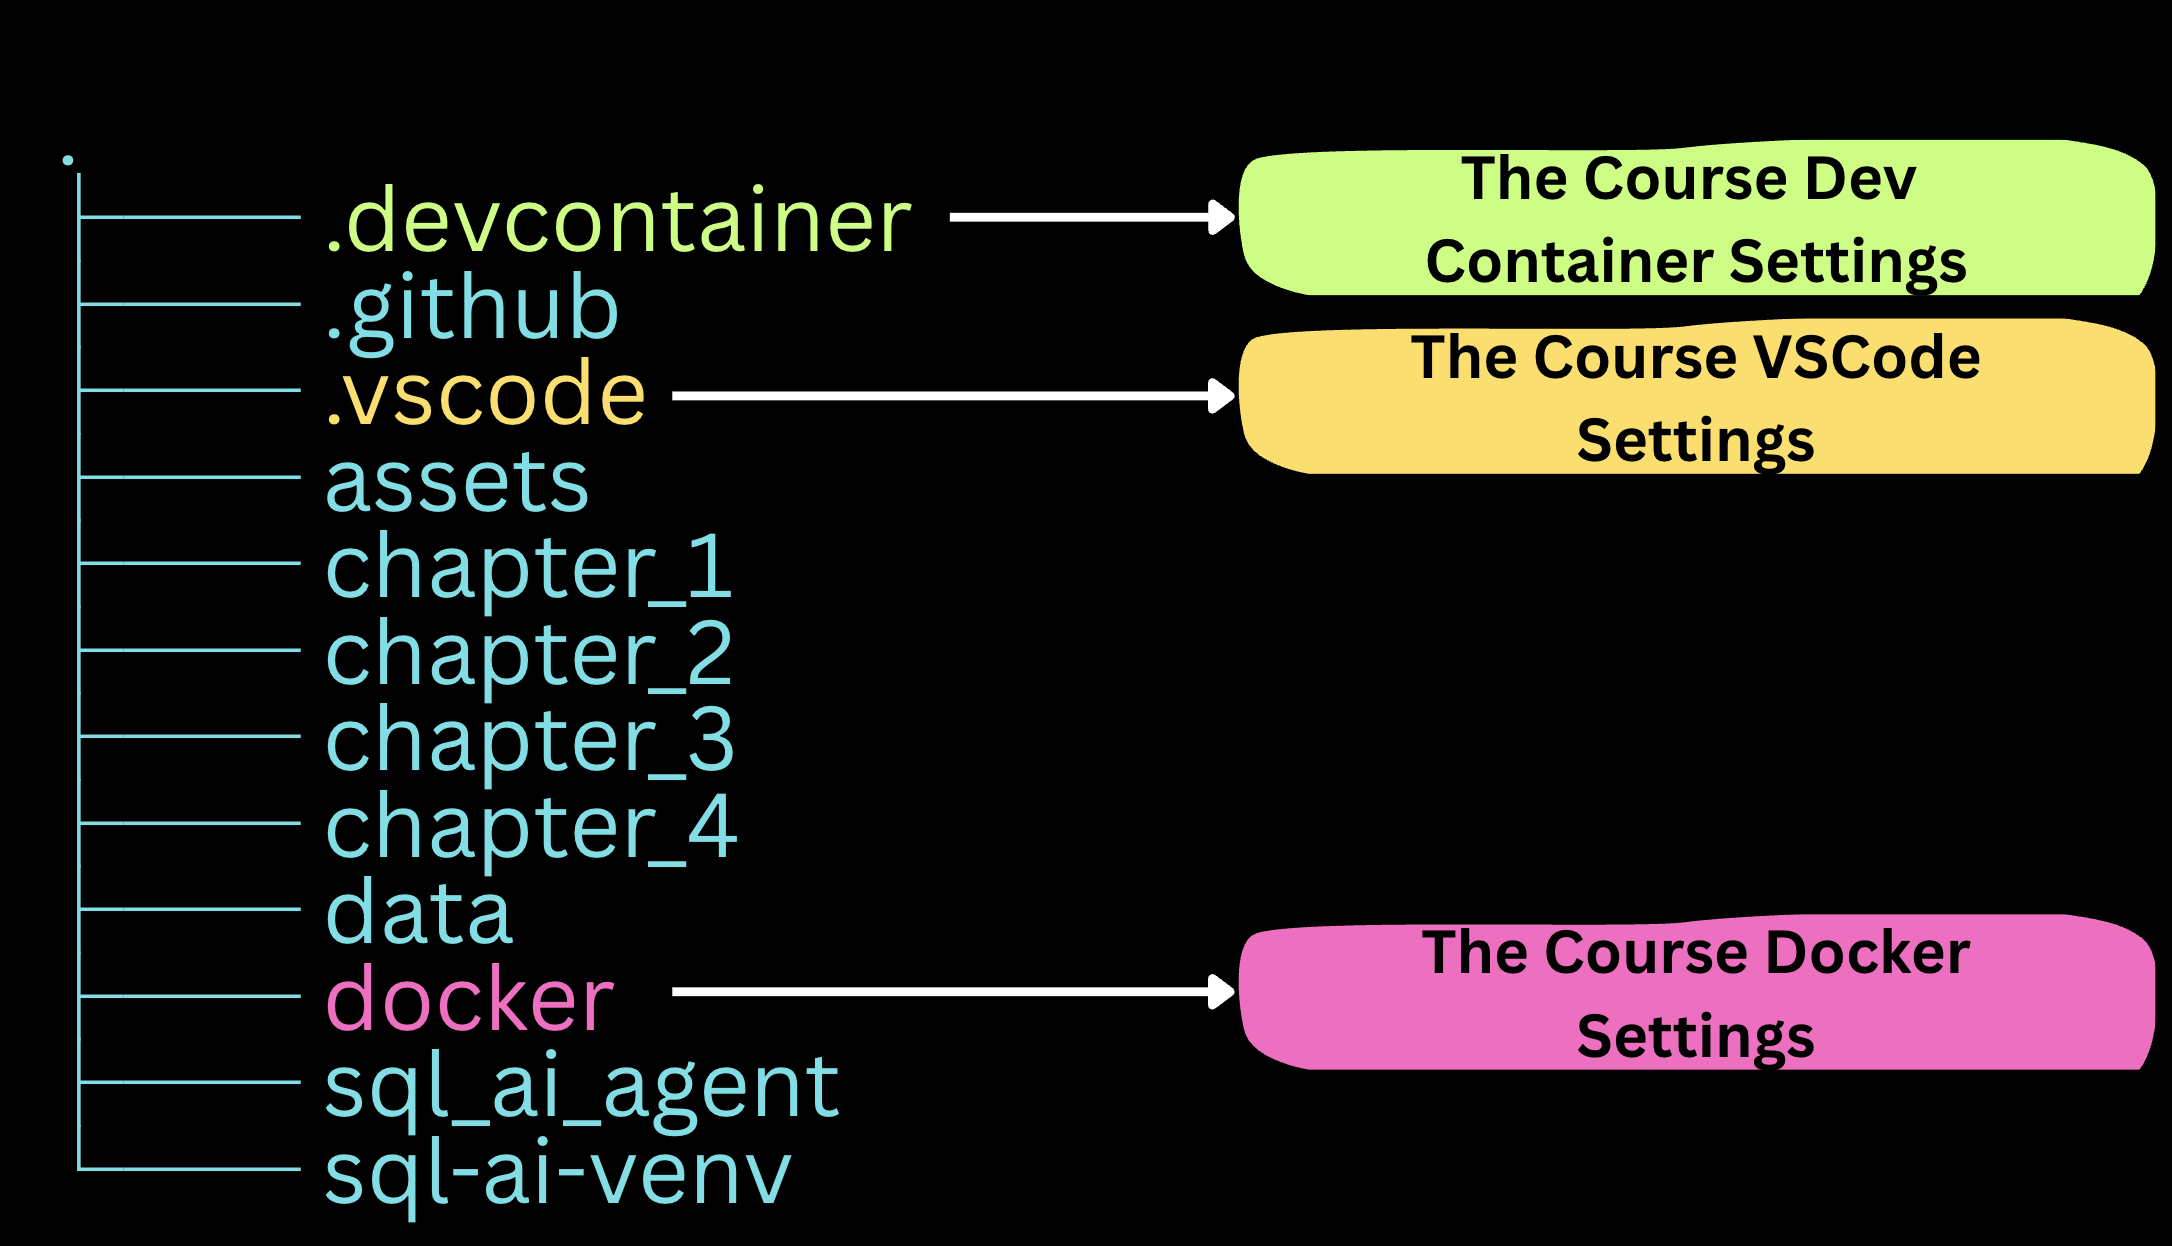 .
.devcontainer
The Course Dev
Container Settings
.github
.vscode
The Course VSCode
Settings
assets
chapter_1
chapter_2
chapter_3
chapter_4
data
docker
The Course Docker
Settings
sql_ai_agent
sql-ai-venv